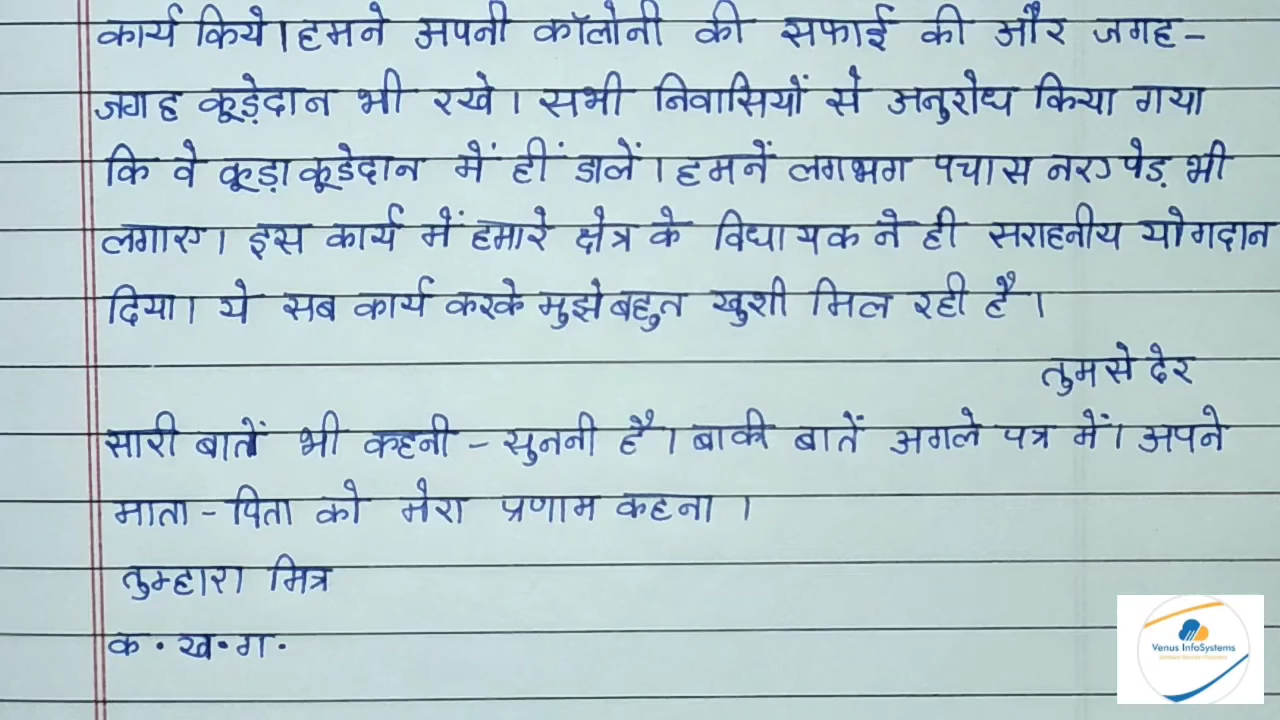 कार्य किये। हमने अपनी कॉलोनी की सफाई की और जगह-
जगह कूड़ेदान भी रखे। सभी निवासियों से अनुरोध किया गया
कि वे कूड़ा कूडेदान में हीं डालें। हमनें लगभग पचास नए पेड़ भी
लगाए। इस कार्य में हमारे क्षेत्र के विधायक ने ही सराहनीय योगदान
दिया। ये सब कार्य करके मुझे बहुत खुशी मिल रही है।
तुमसे ढेर
सारी बातें भी कहनी - सुननी है। बाकी बातें अगले पत्र में। अपने
माता - पिता को मेरा प्रणाम कहना।
तुम्हारा मित्र
क. ख. ग.
Venus InfoSystems